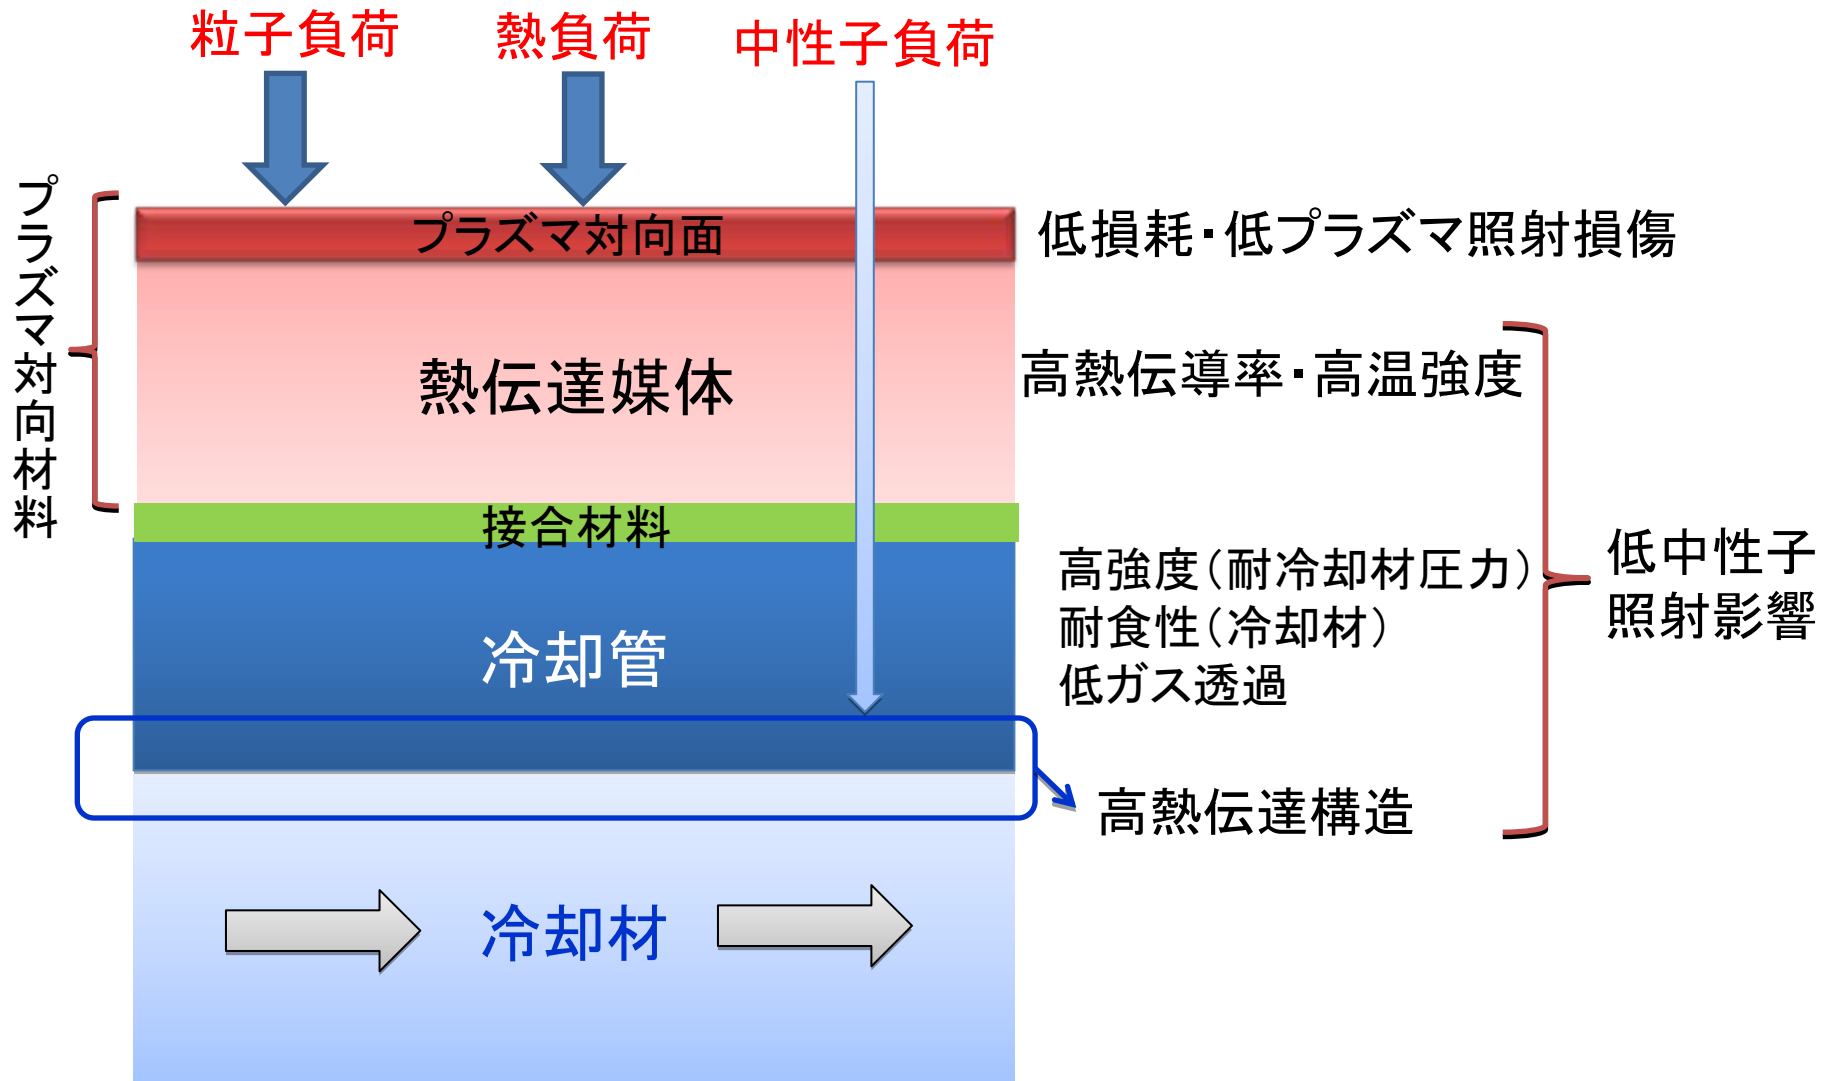 粒子負荷
熱負荷
中性子負荷
プラズマ対向材料
プラズマ対向面
低損耗・低プラズマ照射損傷
熱伝達媒体
高熱伝導率・高温強度
接合材料
冷却管
高強度（耐冷却材圧力）
耐食性（冷却材）
低ガス透過
低中性子
照射影響
高熱伝達構造
冷却材